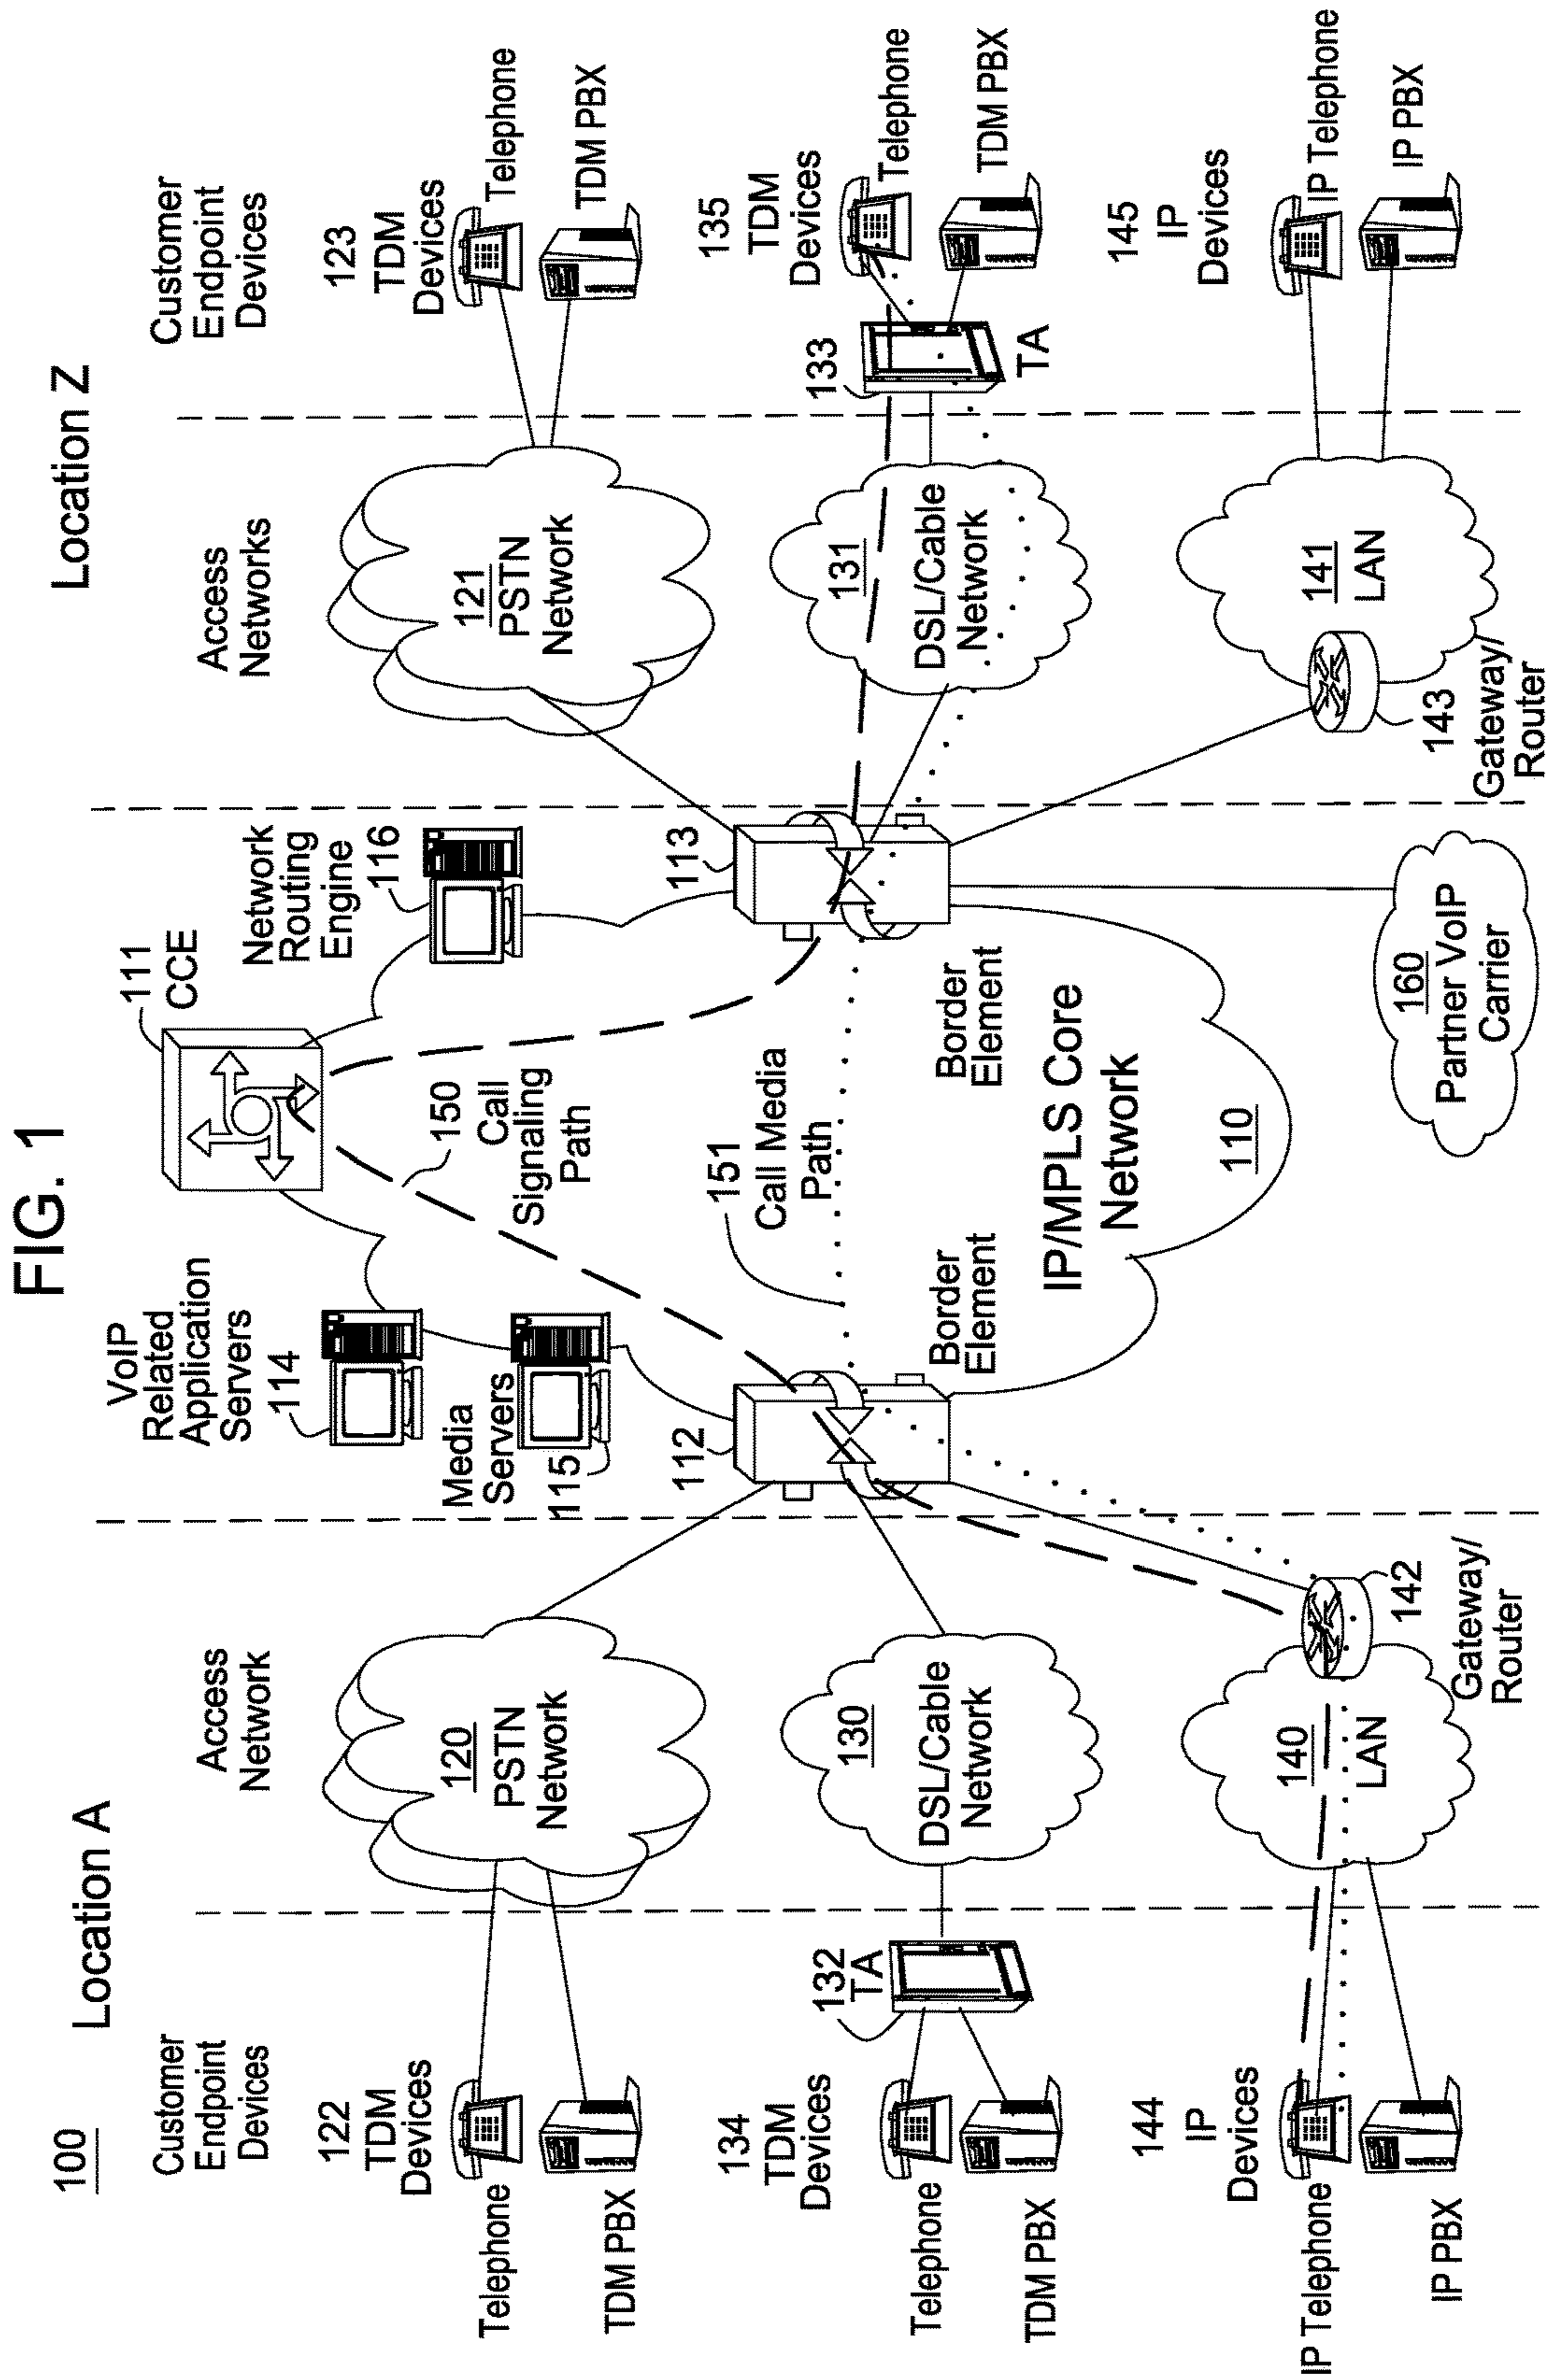 FIG. 1
100
Location A
Location Z
Customer
Endpoint
Devices
Access
Network
VoIP
Related
Application
Servers
114
111
CCE
Network
Routing
Engine
116
Access
Networks
Customer
Endpoint
Devices
122
TDM
Devices
Telephone
TDM PBX
120
PSTN
Network
Media
Servers
115
150
Call
Signaling
Path
121
PSTN
Network
123
TDM
Devices
Telephone
TDM PBX
134
TDM
Devices
Telephone
TDM PBX
132
TA
130
DSL/Cable
Network
112
Border
Element
151
Call Media
Path
113
Border
Element
131
DSL/Cable
Network
133
TA
135
TDM
Devices
Telephone
TDM PBX
IP/MPLS Core
Network
110
144
IP
Devices
IP Telephone
IP PBX
140
LAN
142
Gateway/
Router
160
Partner VoIP
Carrier
143
Gateway/
Router
141
LAN
145
IP
Devices
IP Telephone
IP PBX